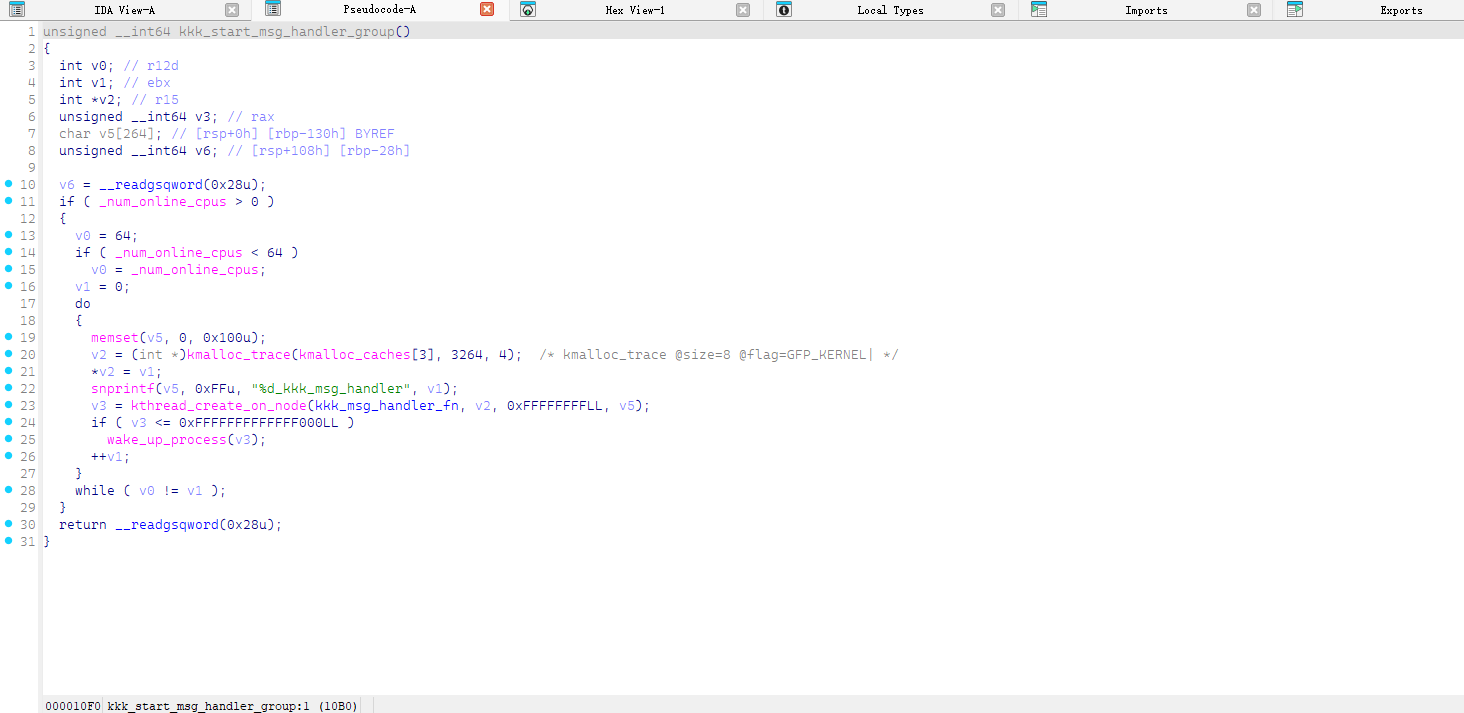 IDA View-A Pseudocode-A Hex View-1 Local Types Imports Exports
1 unsigned __int64 kkk_start_msg_handler_group()
2 {
3   int v0; // r12d
4   int v1; // ebx
5   int *v2; // r15
6   unsigned __int64 v3; // rax
7   char v5[264]; // [rsp+0h] [rbp-130h] BYREF
8   unsigned __int64 v6; // [rsp+108h] [rbp-28h]
9
10   v6 = __readgsqword(0x28u);
11   if ( _num_online_cpus > 0 )
12   {
13     v0 = 64;
14     if ( _num_online_cpus < 64 )
15       v0 = _num_online_cpus;
16     v1 = 0;
17     do
18     {
19       memset(v5, 0, 0x100u);
20       v2 = (int *)kmalloc_trace(kmalloc_caches[3], 3264, 4);  /* kmalloc_trace @size=8 @flag=GFP_KERNEL| */
21       *v2 = v1;
22       snprintf(v5, 0xFFu, "%d_kkk_msg_handler", v1);
23       v3 = kthread_create_on_node(kkk_msg_handler_fn, v2, 0xFFFFFFFFLL, v5);
24       if ( v3 <= 0xFFFFFFFFFFFFF000LL )
25         wake_up_process(v3);
26       ++v1;
27     }
28     while ( v0 != v1 );
29   }
30   return __readgsqword(0x28u);
31 }
000010F0 kkk_start_msg_handler_group:1 (10B0)